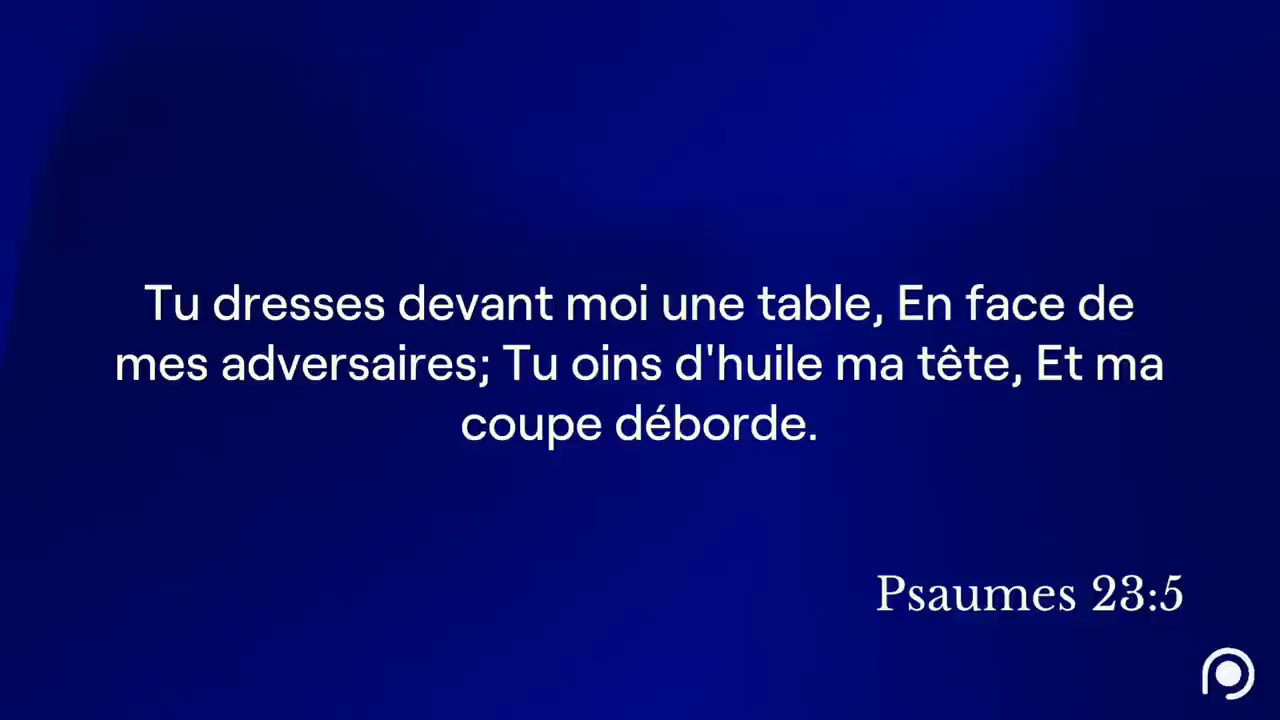 Tu dresses devant moi une table, En face de
mes adversaires; Tu oins d'huile ma tête, Et ma
coupe déborde.
Psaumes 23:5